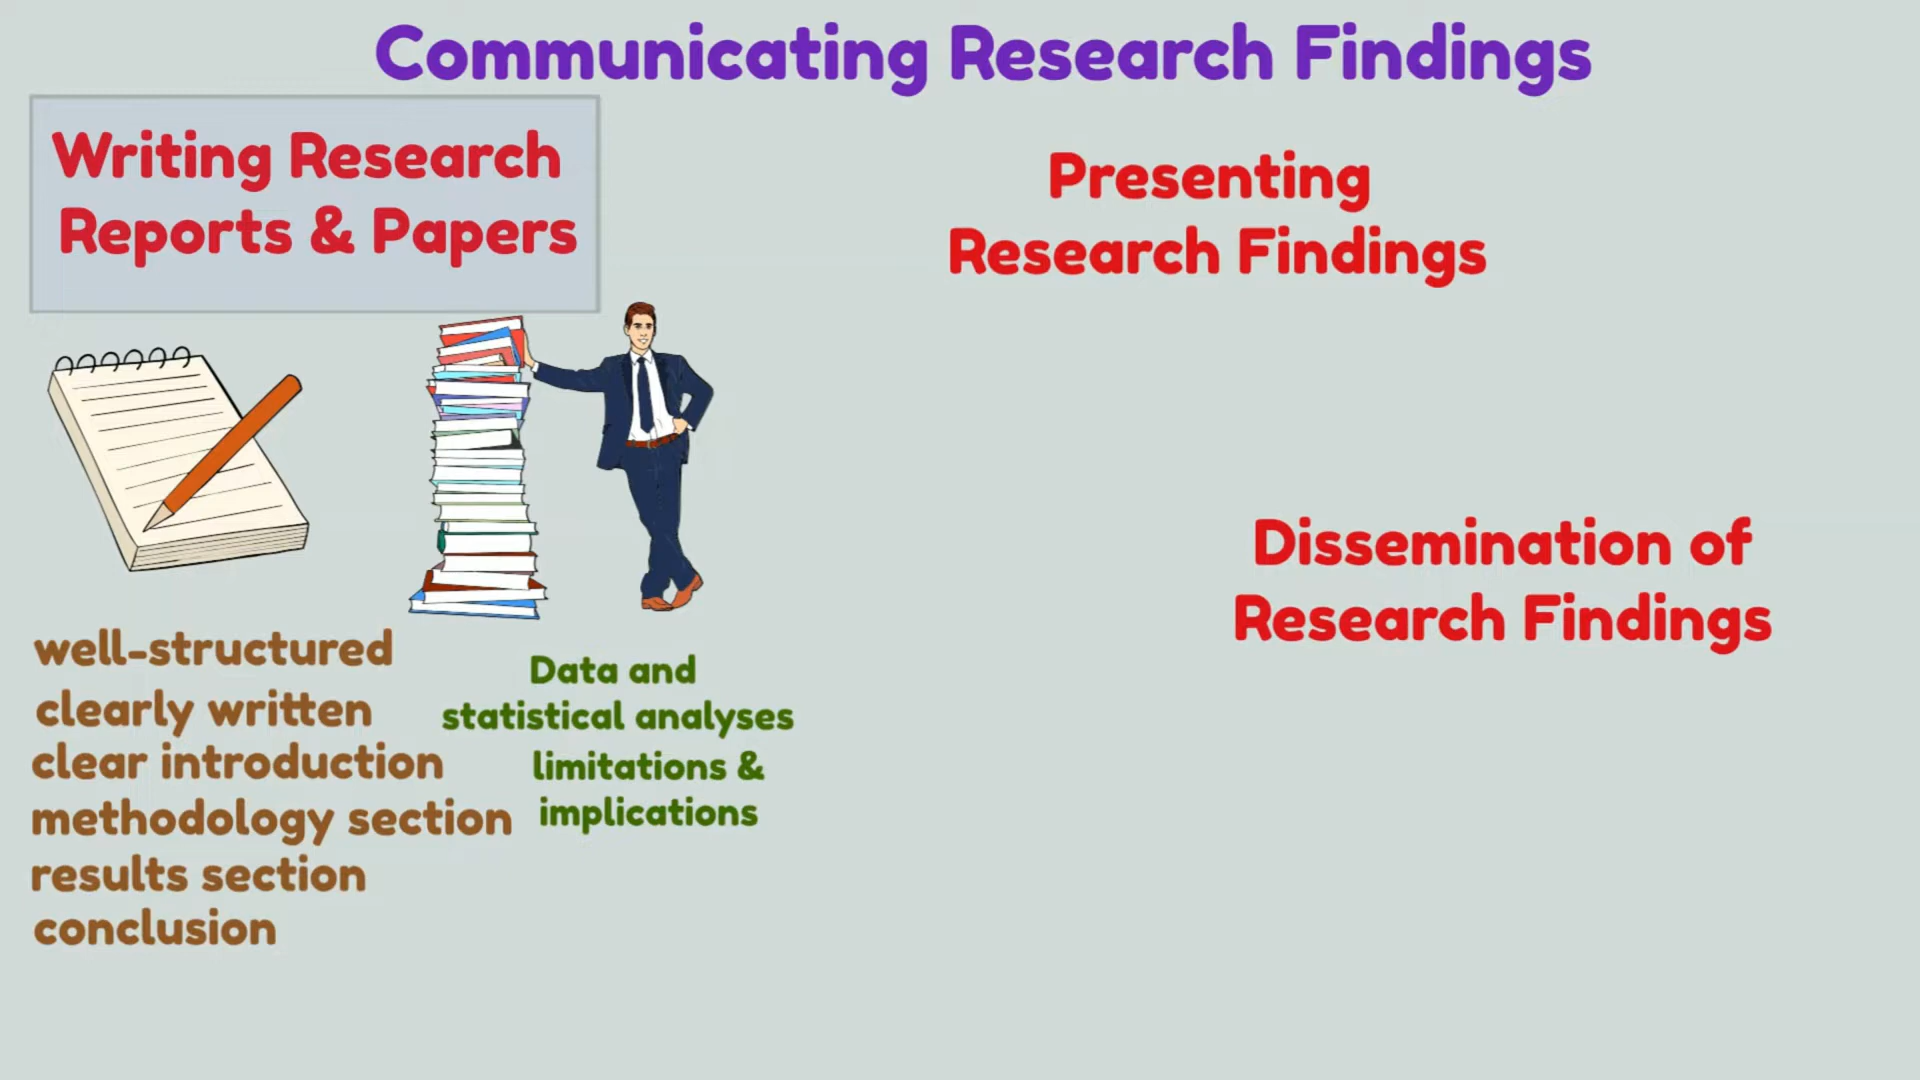 Communicating Research Findings
Writing Research
Reports & Papers
well-structured
clearly written
clear introduction
methodology section
results section
conclusion
Data and
statistical analyses
limitations &
implications
Presenting
Research Findings
Dissemination of
Research Findings